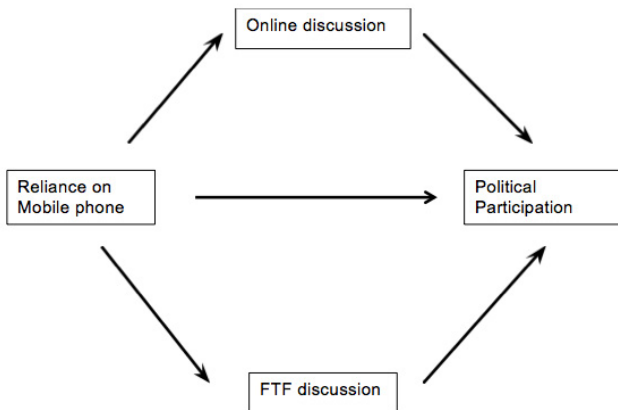 Online discussion
Reliance on
Mobile phone
Political
Participation
FTF discussion